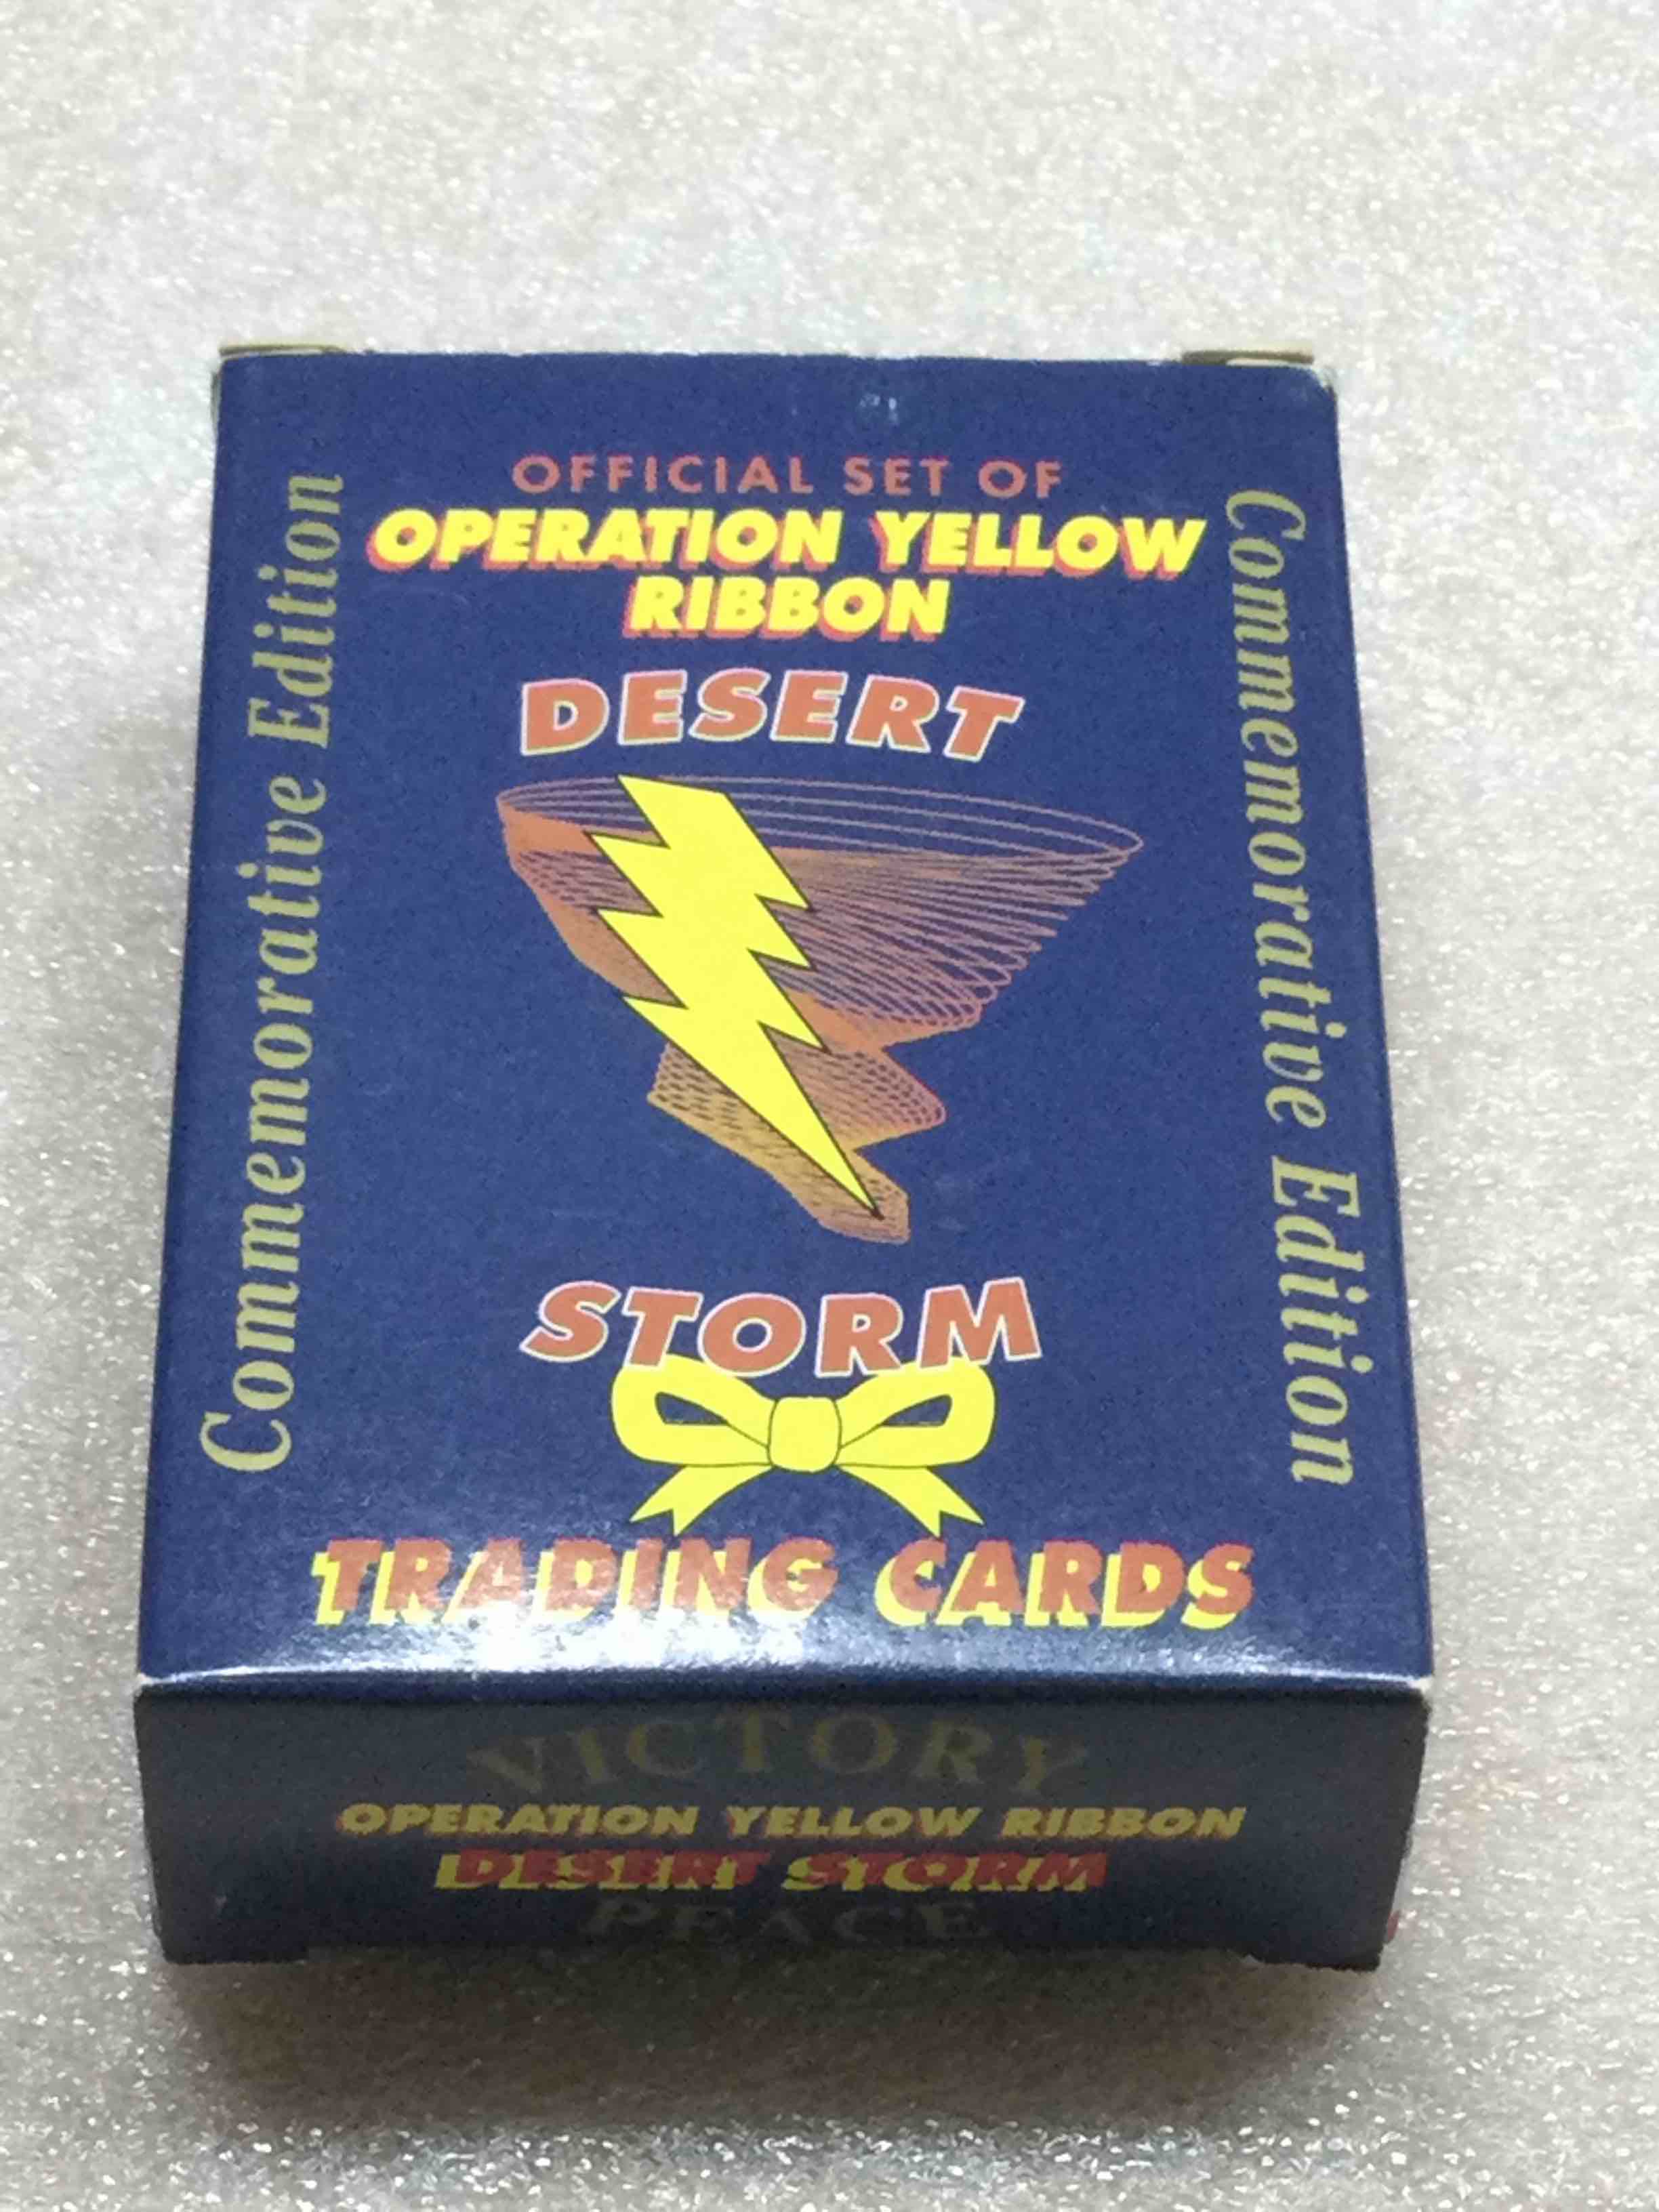 OFFICIAL SET OF
OPERATION YELLOW
RIBBON
DESERT
STORM
TRADING CARDS
Commemorative Edition
Commemorative Edition
VICTORY
OPERATION YELLOW RIBBON
DESERT STORM
PEACE